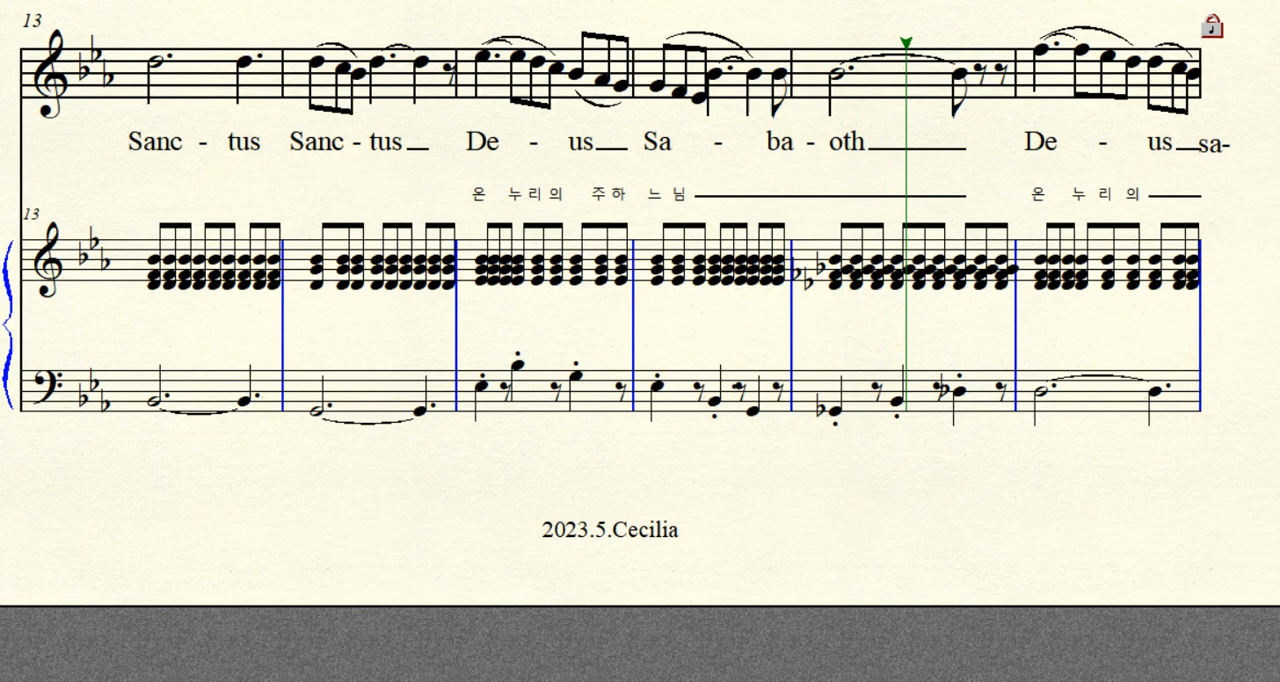 13
Sanc - tus Sanc - tus De - us Sa - ba - oth De - us sa-
온 누 리 의 주 하 느 님 온 누 리 의
13
2023.5.Cecilia